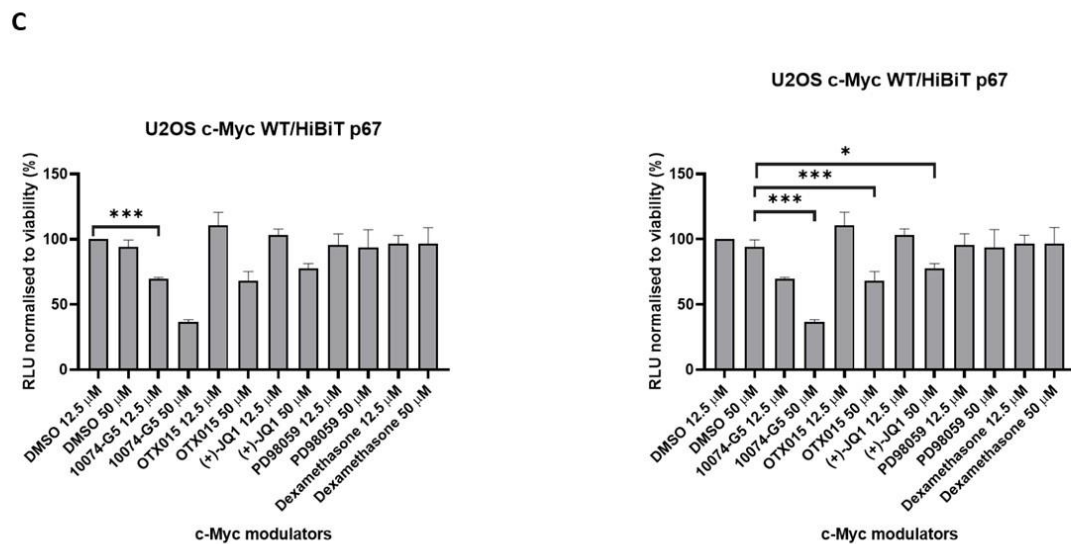 C
U2OS c-Myc WT/HiBiT p67
RLU normalised to viability (%)
150
100
50
0
***
DMSO 12.5 μM
DMSO 50 μM
10074-G5 12.5 μM
10074-G5 50 μM
OTX015 12.5 μM
OTX015 50 μM
(+)-JQ1 12.5 μM
(+)-JQ1 50 μM
PD98059 12.5 μM
PD98059 50 μM
Dexamethasone 12.5 μM
Dexamethasone 50 μM
c-Myc modulators
U2OS c-Myc WT/HiBiT p67
RLU normalised to viability (%)
150
100
50
0
*
***
***
DMSO 12.5 μM
DMSO 50 μM
10074-G5 12.5 μM
10074-G5 50 μM
OTX015 12.5 μM
OTX015 50 μM
(+)-JQ1 12.5 μM
(+)-JQ1 50 μM
PD98059 12.5 μM
PD98059 50 μM
Dexamethasone 12.5 μM
Dexamethasone 50 μM
c-Myc modulators